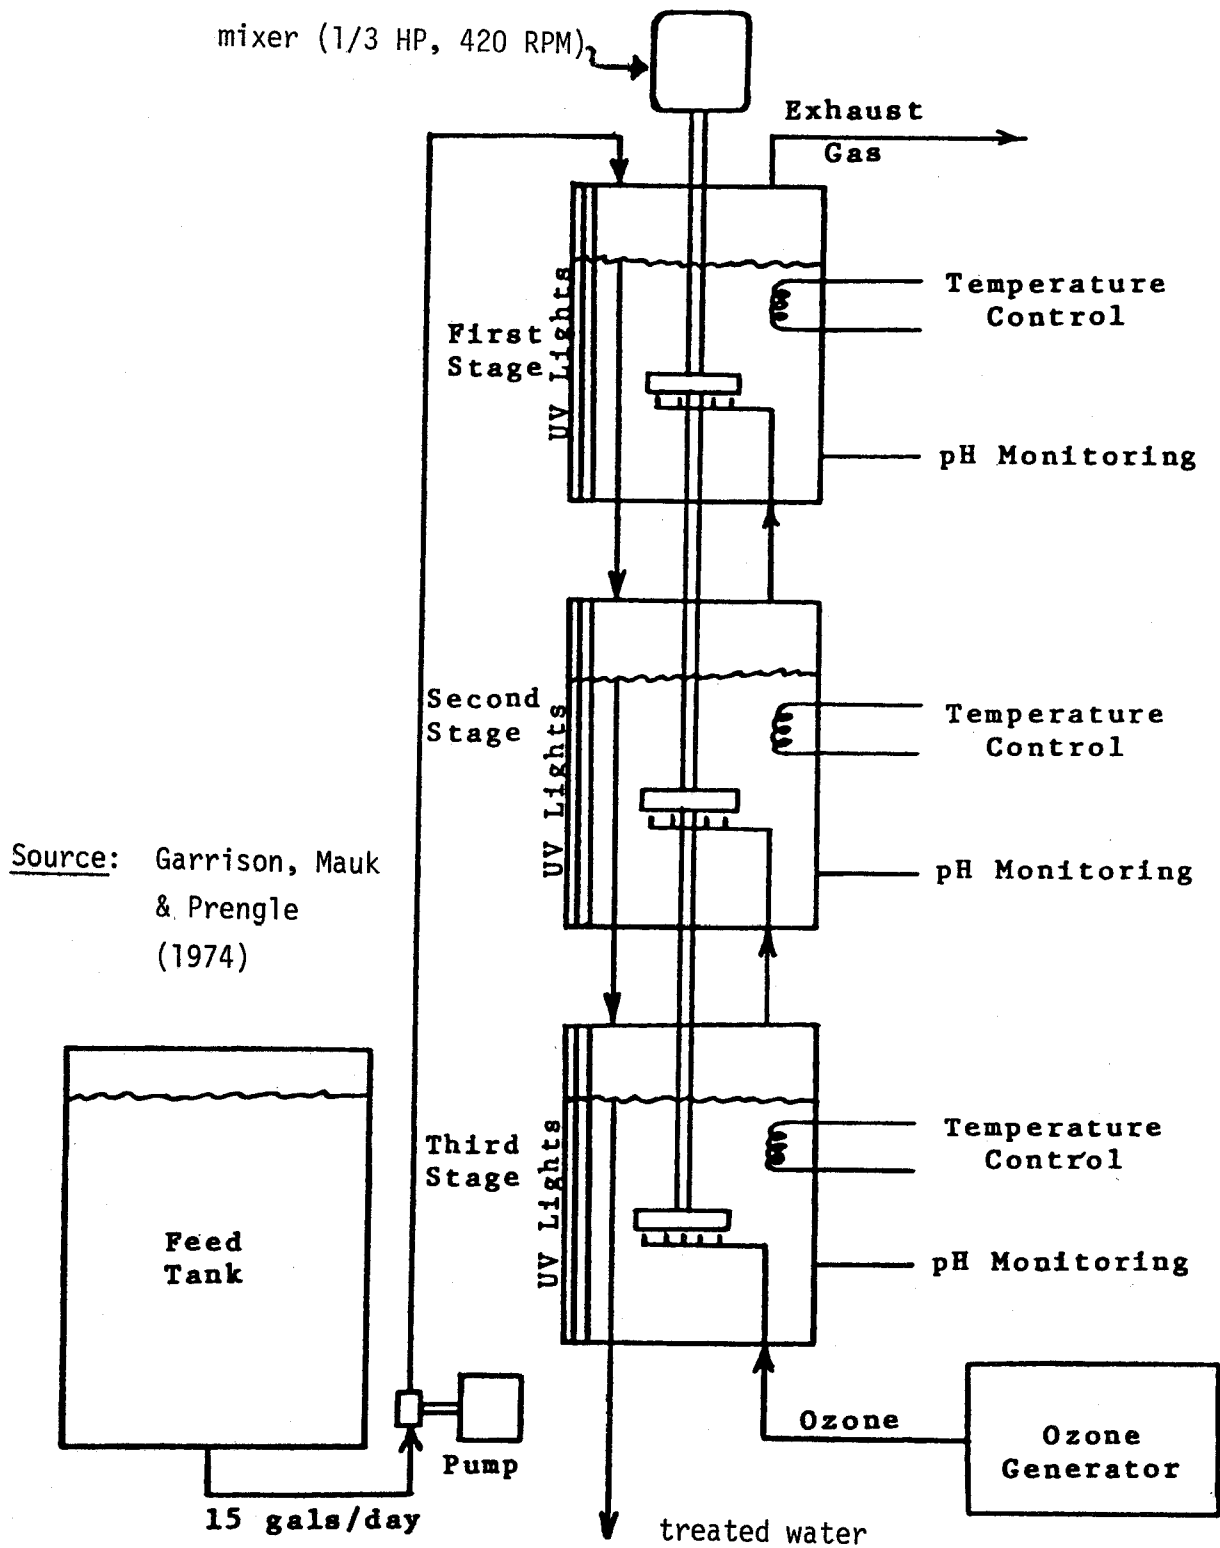 mixer (1/3 HP, 420 RPM)
Exhaust
Gas
UV Lights
Temperature
Control
First
Stage
pH Monitoring
Second
Stage
UV Lights
Temperature
Control
Source: Garrison, Mauk
& Prengle
(1974)
pH Monitoring
Third
Stage
UV Lights
Temperature
Control
Feed
Tank
pH Monitoring
Ozone
Ozone
Generator
Pump
15 gals/day
treated water